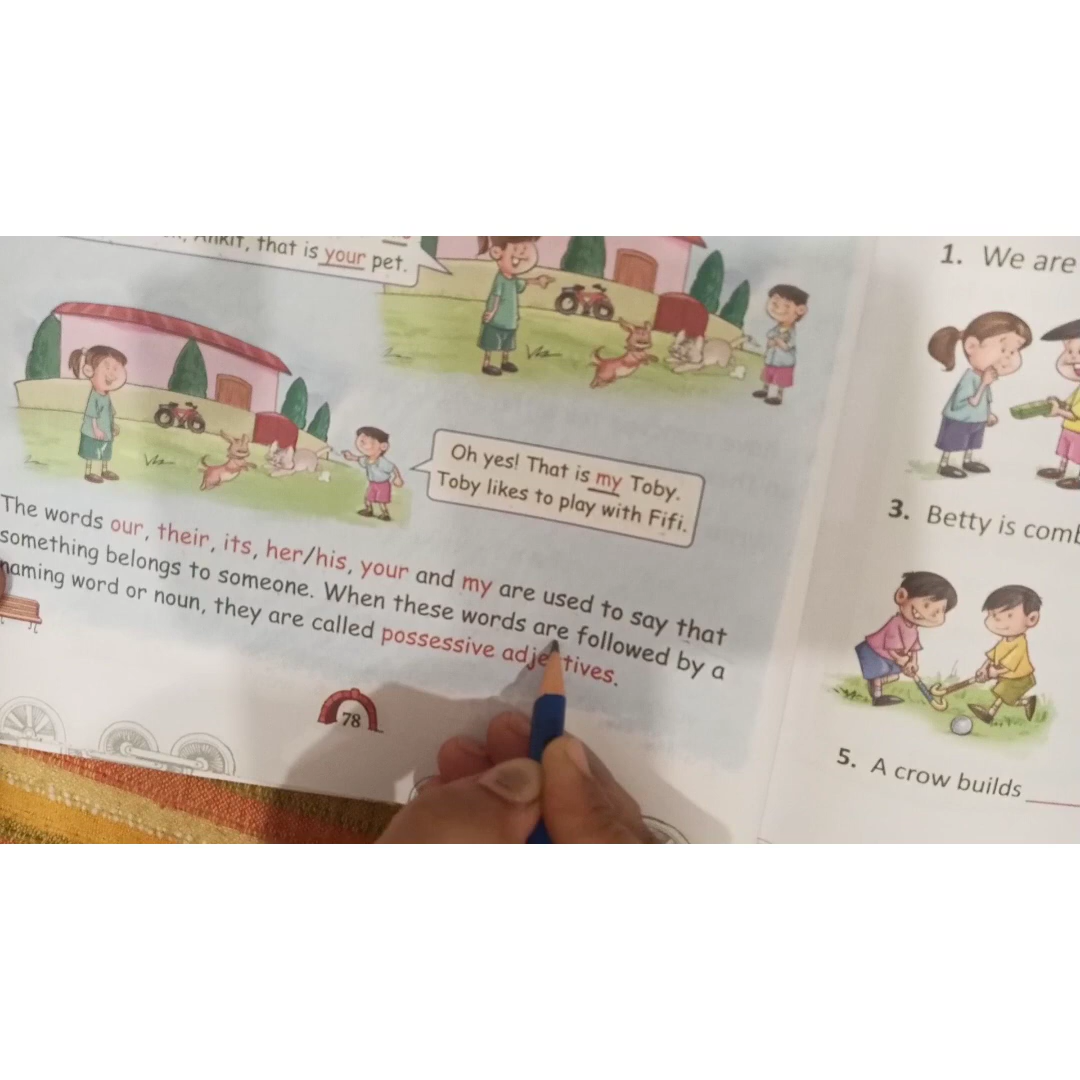 ANKIT, that is your pet.
Oh yes! That is my Toby.
Toby likes to play with Fifi.
The words our, their, its, her/his, your and my are used to say that
something belongs to someone. When these words are followed by a
naming word or noun, they are called possessive adjectives.
78
1. We are
3. Betty is comb
5. A crow builds